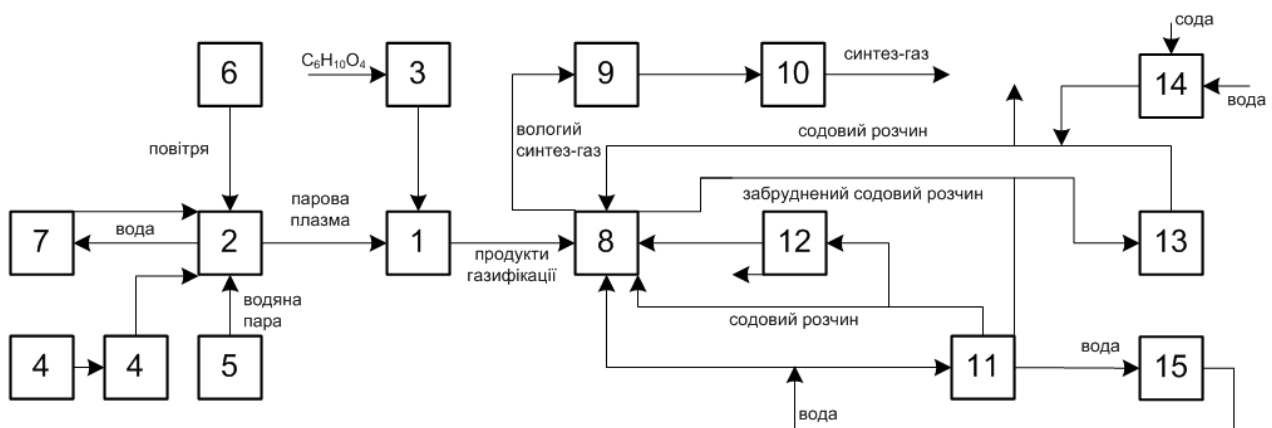 сода
C₆H₁₀O₄
6
3
9
10
синтез-газ
14
вода
повітря
вологий
синтез-газ
содовий розчин
забруднений содовий розчин
парова
плазма
7
вода
2
1
продукти
газифікації
8
12
13
водяна
пара
содовий розчин
4
4
5
11
вода
15
вода